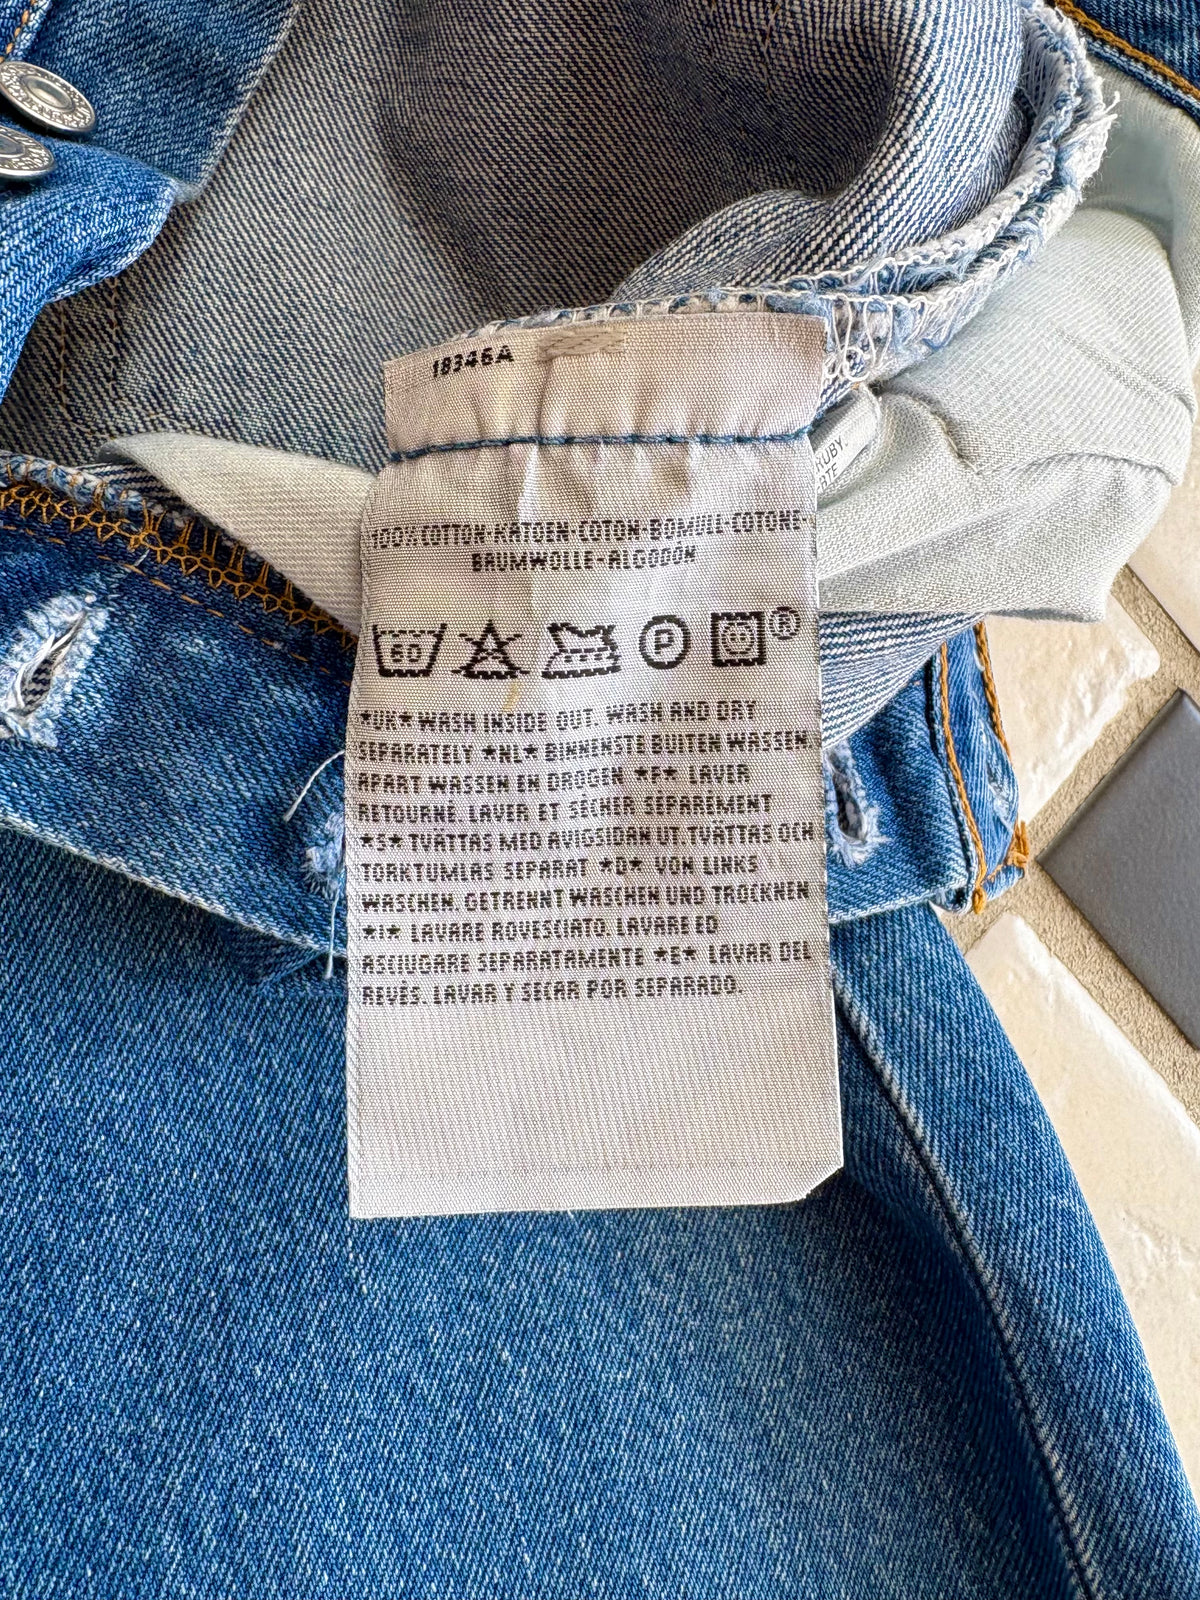 18346A
RUBY.
RTE
100% COTTON-KATOEN-COTON-BOMULL-COTONE-
BAUMWOLLE-ALGODÓN
60 P ®
*UK* WASH INSIDE OUT. WASH AND DRY
SEPARATELY *NL* BINNENSTE BUITEN WASSEN,
APART WASSEN EN DROGEN *F* LAVER
RETOURNÉ. LAVER ET SÉCHER SÉPARÉMENT
*S* TVÄTTAS MED AVIGSIDAN UT. TVÄTTAS OCH
TORKTUMLAS SEPARAT *D* VON LINKS
WASCHEN. GETRENNT WASCHEN UND TROCKNEN
*I* LAVARE ROVESCIATO. LAVARE ED
ASCIUGARE SEPARATAMENTE *E* LAVAR DEL
REVÉS. LAVAR Y SECAR POR SEPARADO.